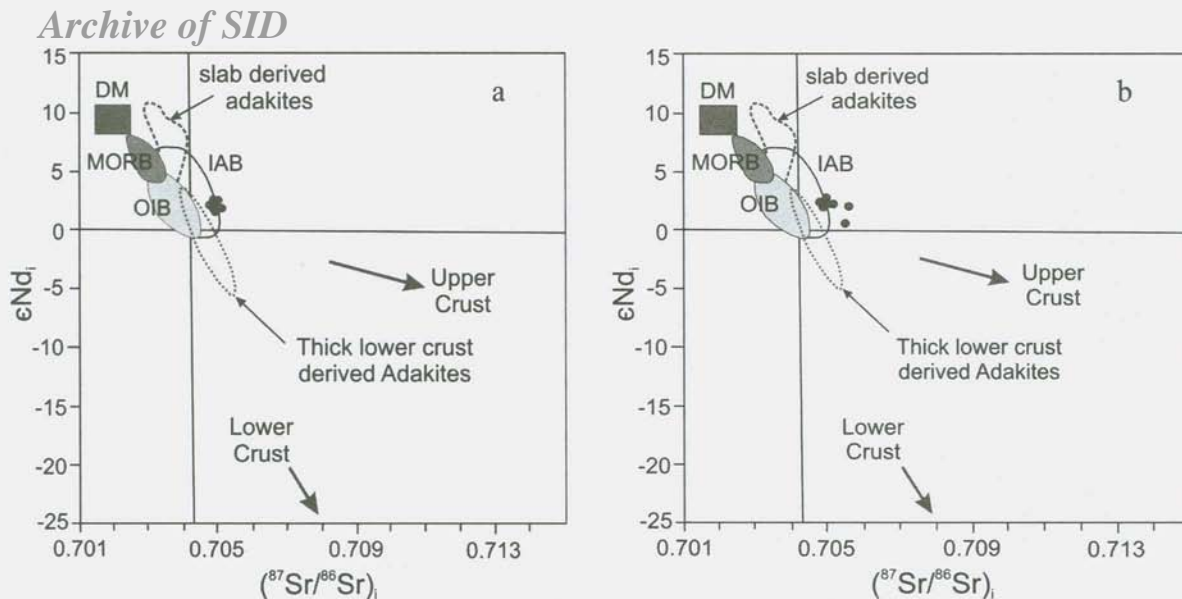 Archive of SID
15
10
5
0
-5
-10
-15
-20
-25
ϵNdᵢ
DM
MORB
OIB
IAB
slab derived
adakites
a
Upper
Crust
Thick lower crust
derived Adakites
Lower
Crust
0.701
0.705
0.709
0.713
(⁸⁷Sr/⁸⁶Sr)ᵢ
15
10
5
0
-5
-10
-15
-20
-25
ϵNdᵢ
DM
MORB
OIB
IAB
slab derived
adakites
b
Upper
Crust
Thick lower crust
derived Adakites
Lower
Crust
0.701
0.705
0.709
0.713
(⁸⁷Sr/⁸⁶Sr)ᵢ